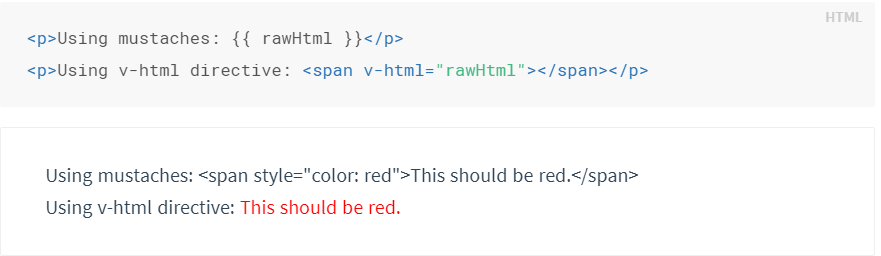 HTML
<p>Using mustaches: {{ rawHtml }}</p>
<p>Using v-html directive: <span v-html="rawHtml"></span></p>
Using mustaches: <span style="color: red">This should be red.</span>
Using v-html directive: This should be red.